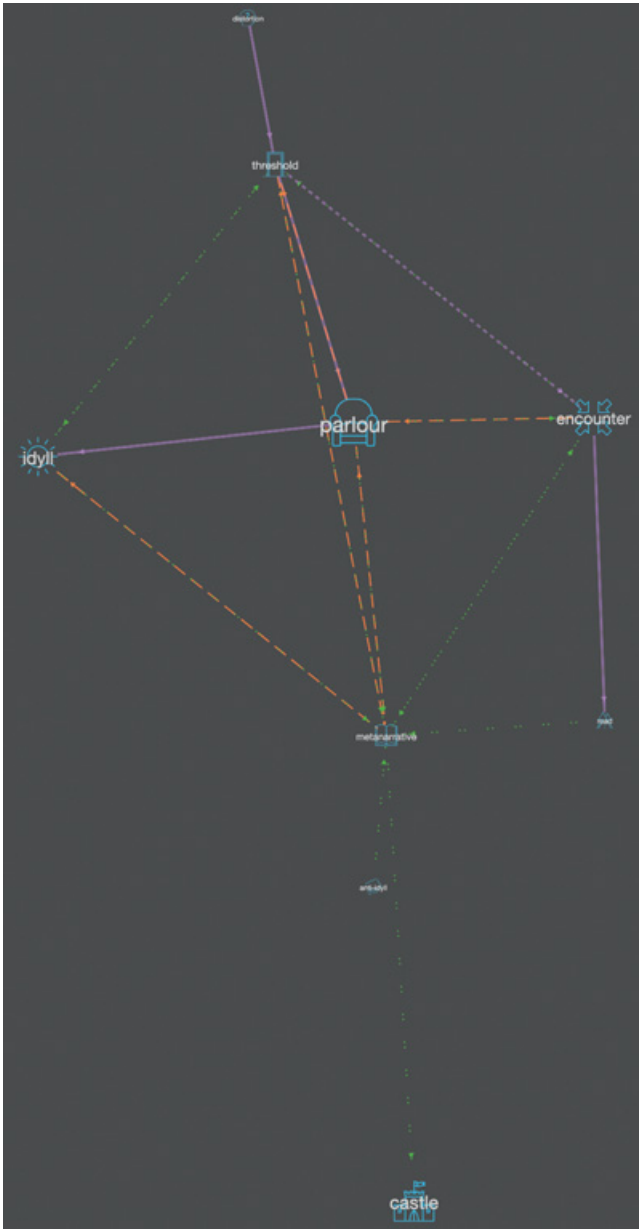 distortion
threshold
parlour
encounter
idyll
road
metanarrative
anti-idyll
castle